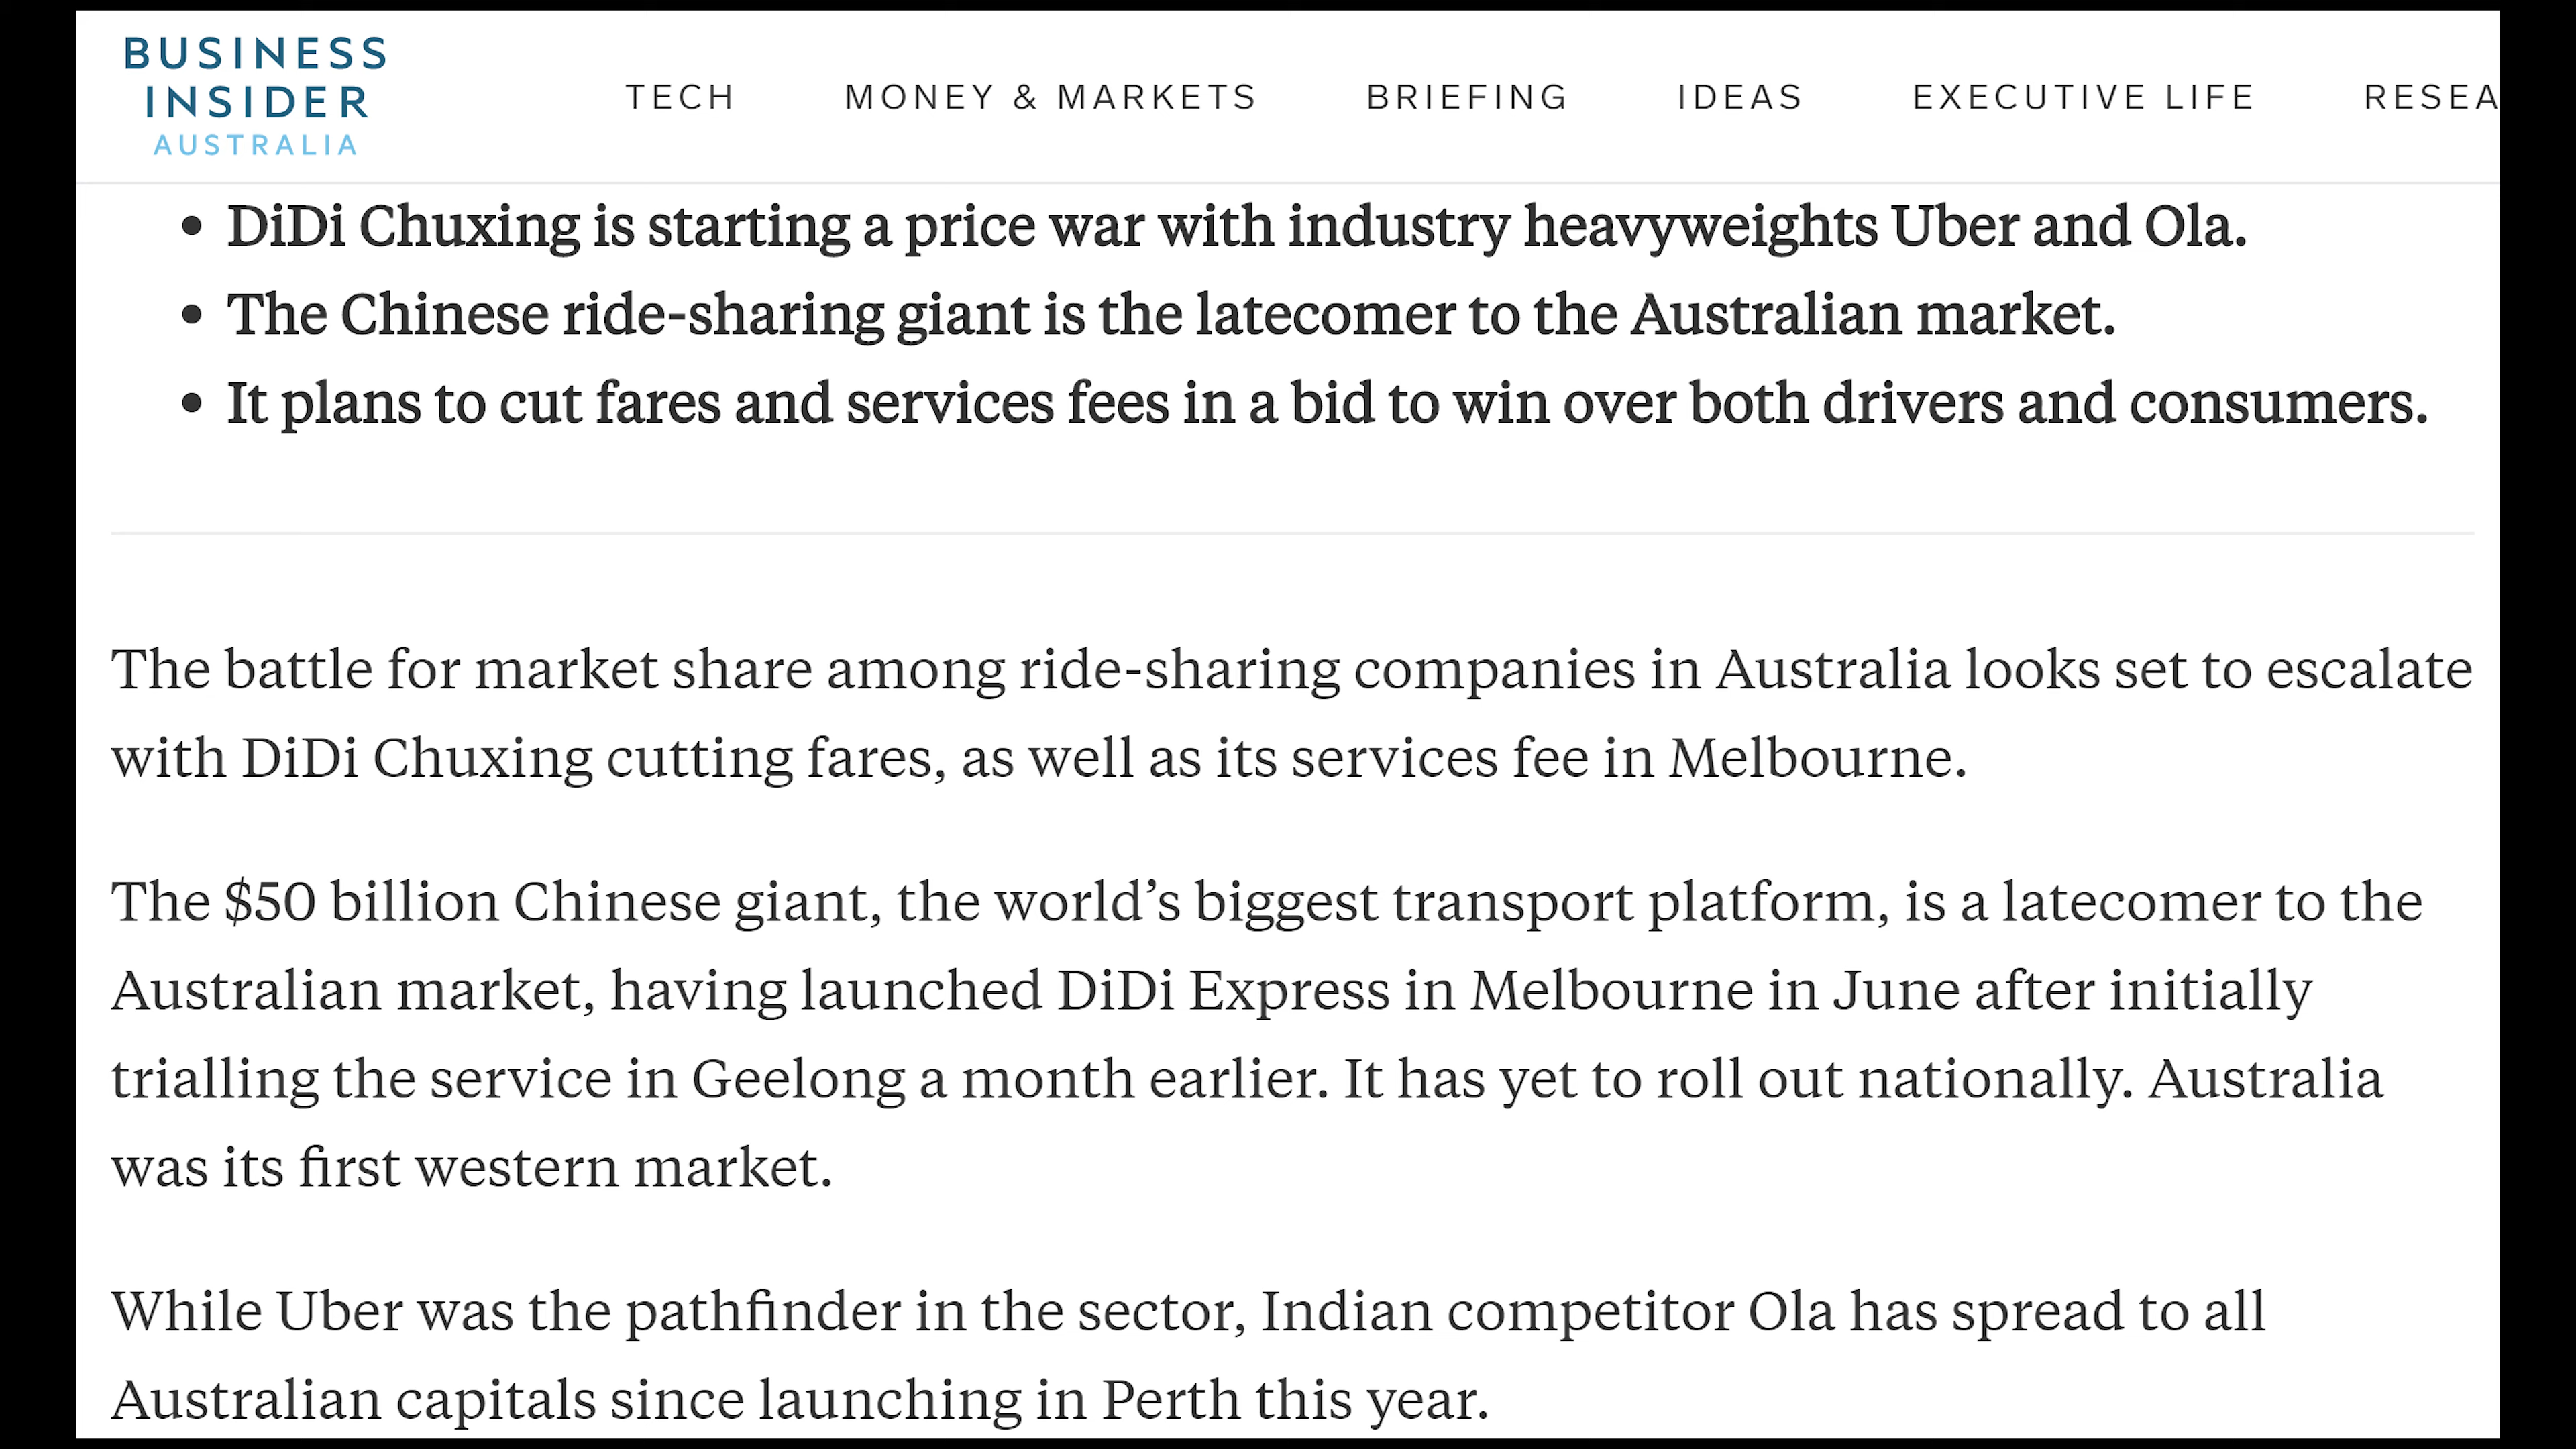 BUSINESS
INSIDER
AUSTRALIA
TECH MONEY & MARKETS BRIEFING IDEAS EXECUTIVE LIFE RESEA
• DiDi Chuxing is starting a price war with industry heavyweights Uber and Ola.
• The Chinese ride-sharing giant is the latecomer to the Australian market.
• It plans to cut fares and services fees in a bid to win over both drivers and consumers.
The battle for market share among ride-sharing companies in Australia looks set to escalate
with DiDi Chuxing cutting fares, as well as its services fee in Melbourne.
The $50 billion Chinese giant, the world’s biggest transport platform, is a latecomer to the
Australian market, having launched DiDi Express in Melbourne in June after initially
trialling the service in Geelong a month earlier. It has yet to roll out nationally. Australia
was its first western market.
While Uber was the pathfinder in the sector, Indian competitor Ola has spread to all
Australian capitals since launching in Perth this year.